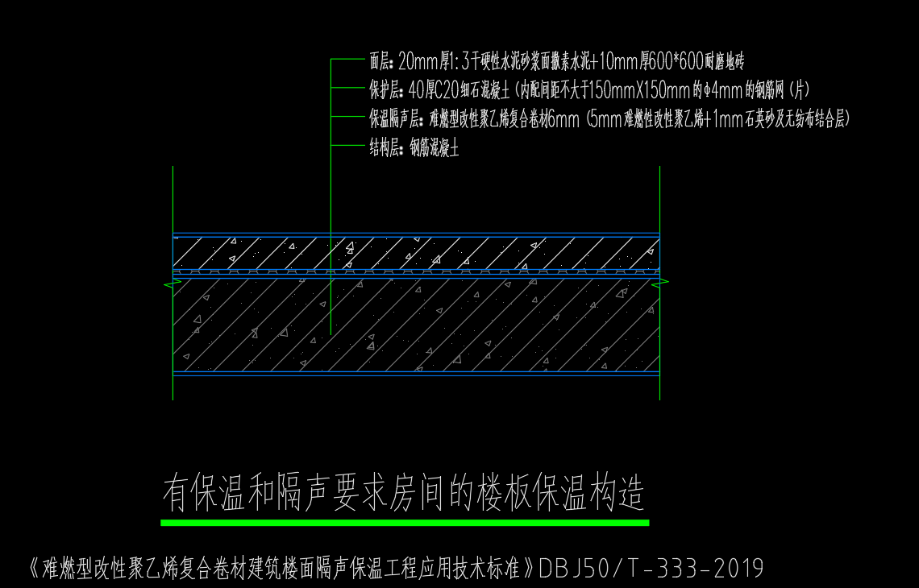 面层：20mm厚1：3干硬性水泥砂浆面撒素水泥+10mm厚600*600耐磨地砖
保护层：40厚C20细石混凝土（内配间距不大于150mmX150mm的Φ4mm的钢筋网（片）
保温隔声层：难燃型改性聚乙烯复合卷材6mm（5mm难燃性改性聚乙烯+1mm石英砂及无纺布结合层）
结构层：钢筋混凝土
有保温和隔声要求房间的楼板保温构造
《难燃型改性聚乙烯复合卷材建筑楼面隔声保温工程应用技术标准》DBJ50/T-333-2019